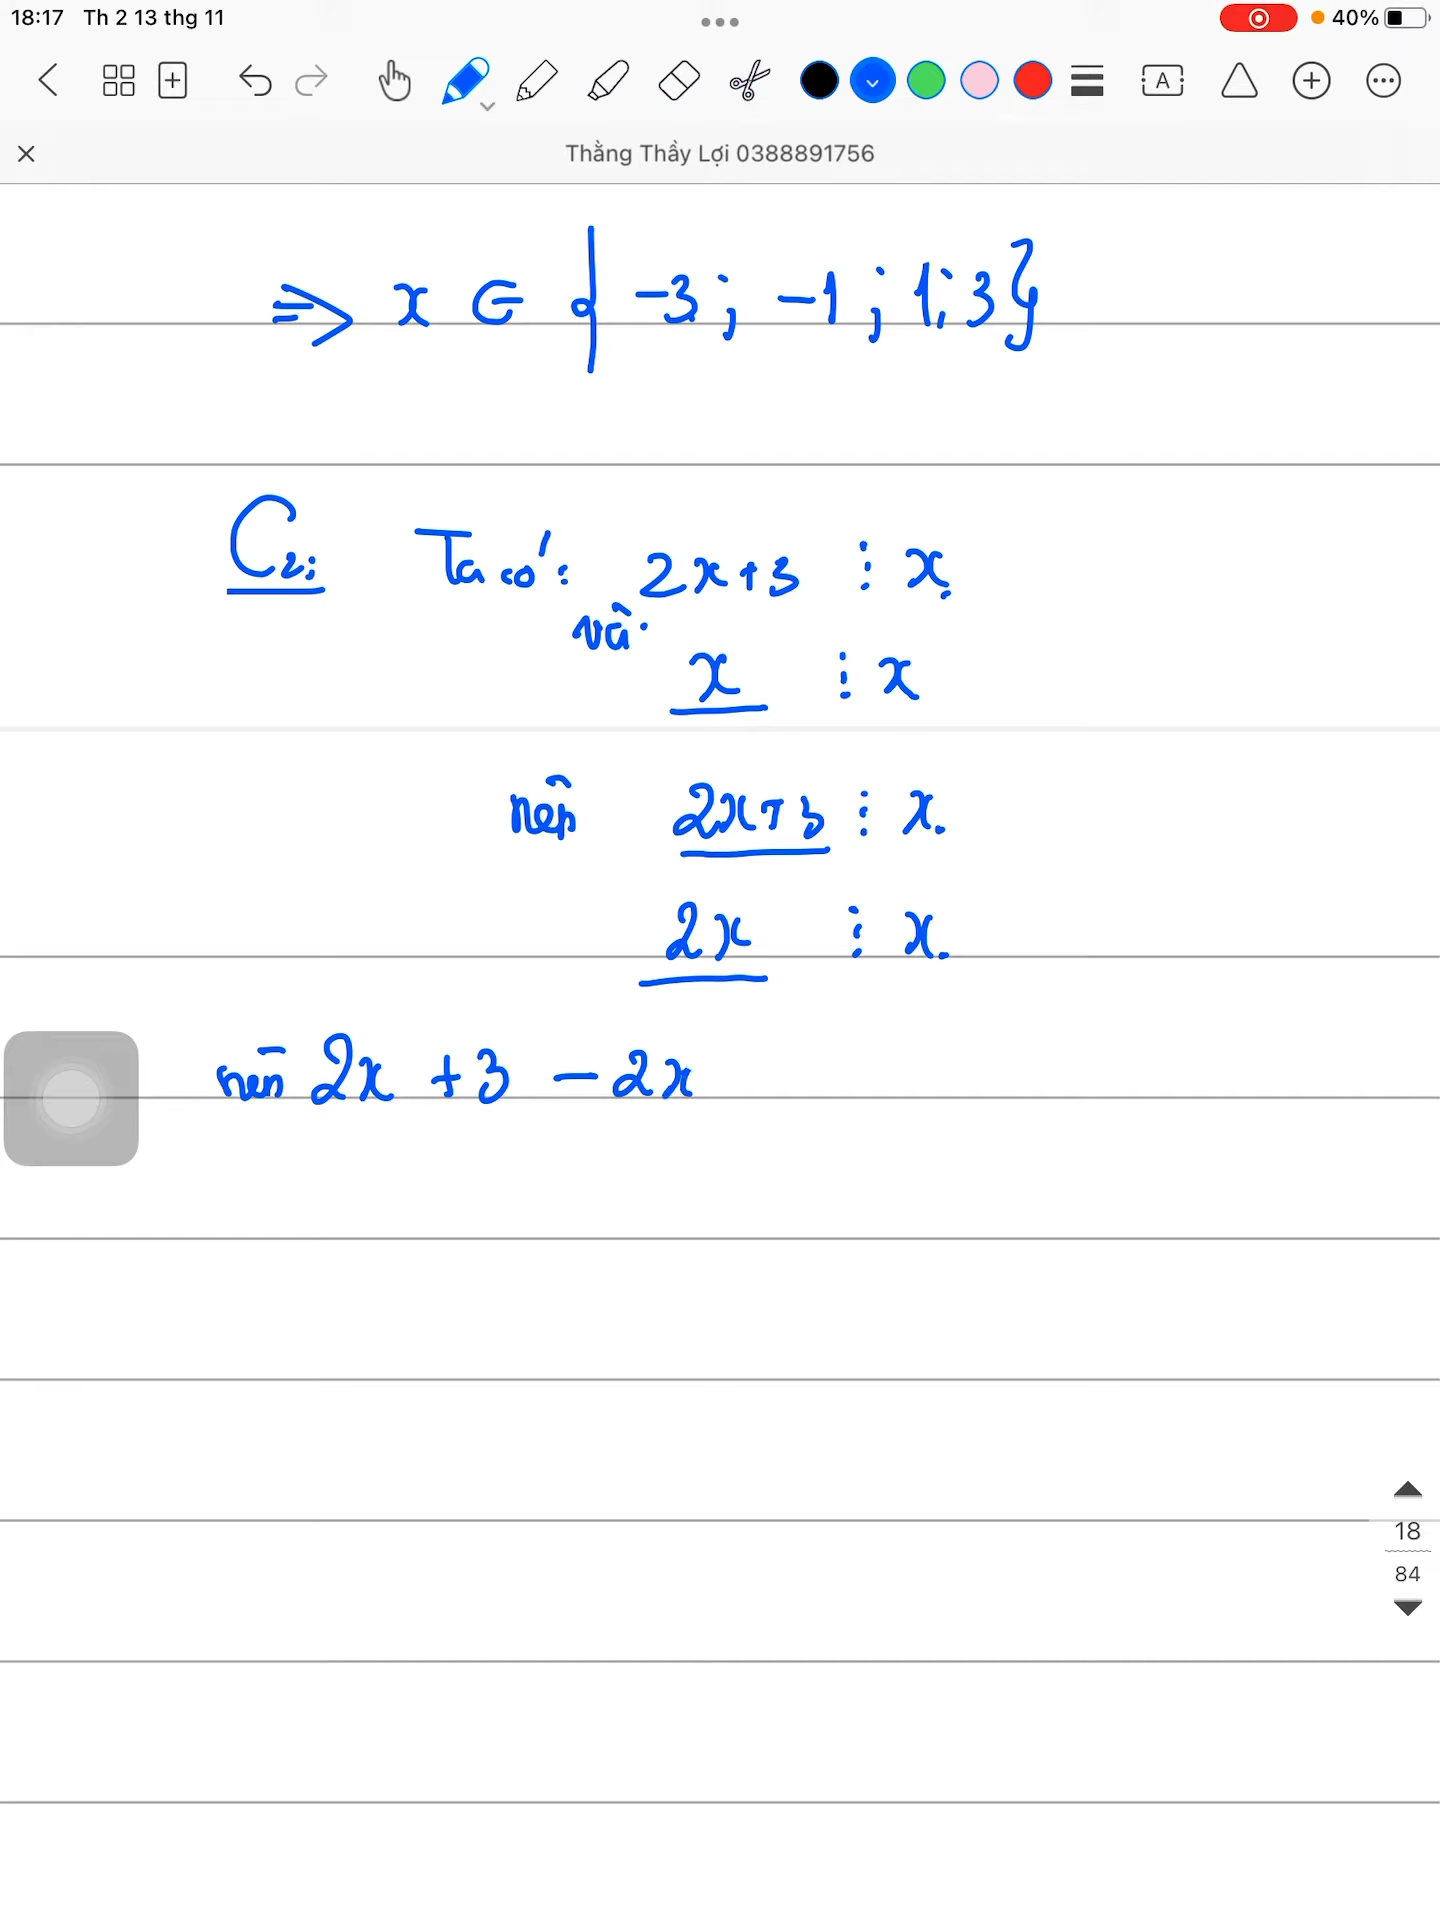 18:17 Th 2 13 thg 11 40%
A
Thằng Thầy Lợi 0388891756
=> x ∈ { -3 ; -1 ; 1 ; 3 }
C2: Ta có: 2x+3 ⋮ x.
và
x ⋮ x
nên 2x+3 ⋮ x.
2x ⋮ x.
nên 2x + 3 - 2x
18
84